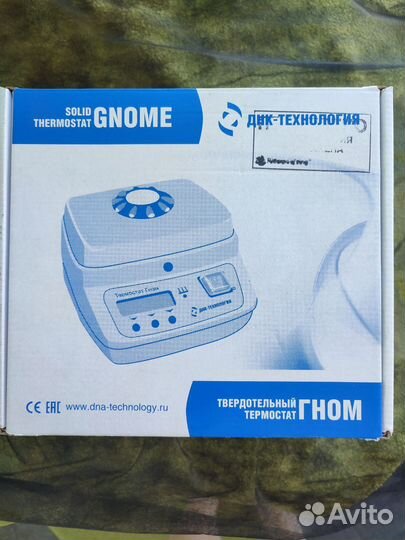 SOLID
THERMOSTAT GNOME
ДНК-ТЕХНОЛОГИЯ
ТЕРМОСТАТ ГНОМ
ДНК-ТЕХНОЛОГИЯ
CE EAC www.dna-technology.ru
ТВЕРДОТЕЛЬНЫЙ
ТЕРМОСТАТ ГНОМ
Avito